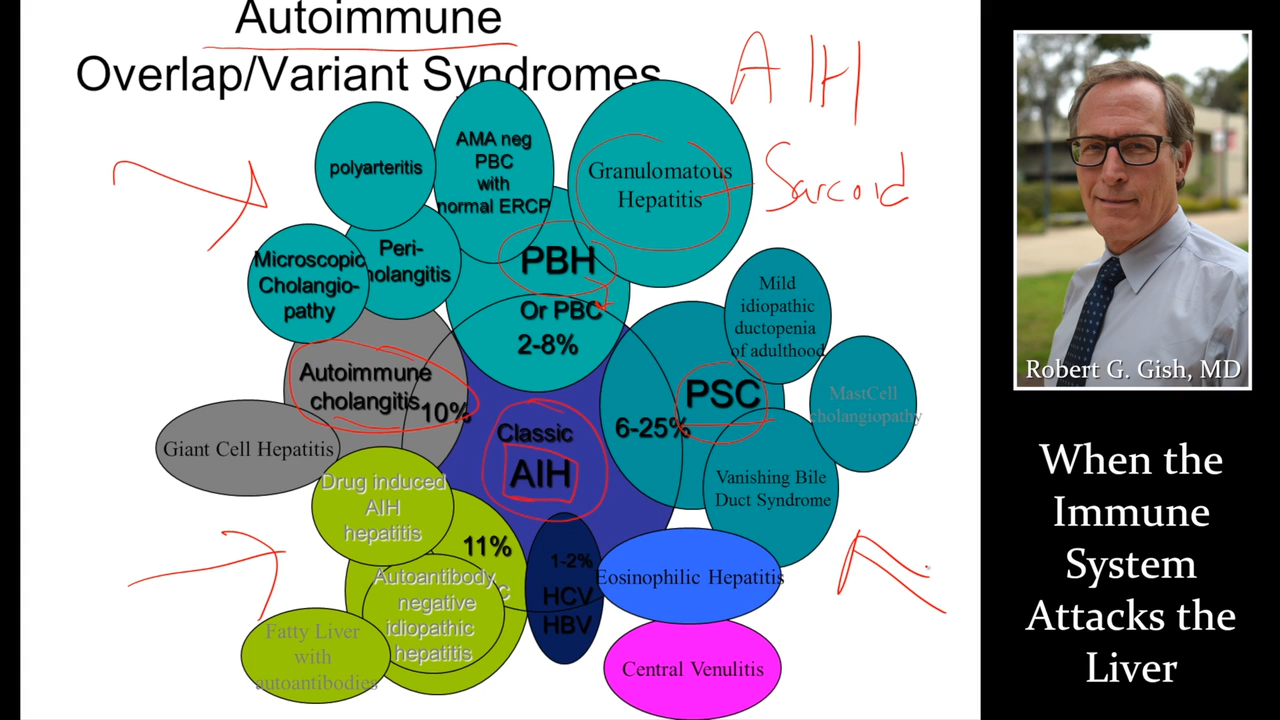 Autoimmune
Overlap/Variant Syndromes
AIH
Sarcoid
polyarteritis
AMA neg
PBC
with
normal ERCP
Granulomatous
Hepatitis
Microscopic
Cholangio-
pathy
Peri-
holangitis
PBH
Or PBC
2-8%
Mild
idiopathic
ductopenia
of adulthood
Autoimmune
cholangitis
10%
Classic
AIH
6-25%
PSC
MastCell
cholangiopathy
Giant Cell Hepatitis
Vanishing Bile
Duct Syndrome
Drug induced
AIH
hepatitis
11%
C
Autoantibody
negative
idiopathic
hepatitis
1-2%
HCV
HBV
Eosinophilic Hepatitis
Fatty Liver
with
autoantibodies
Central Venulitis
Robert G. Gish, MD
When the
Immune
System
Attacks the
Liver